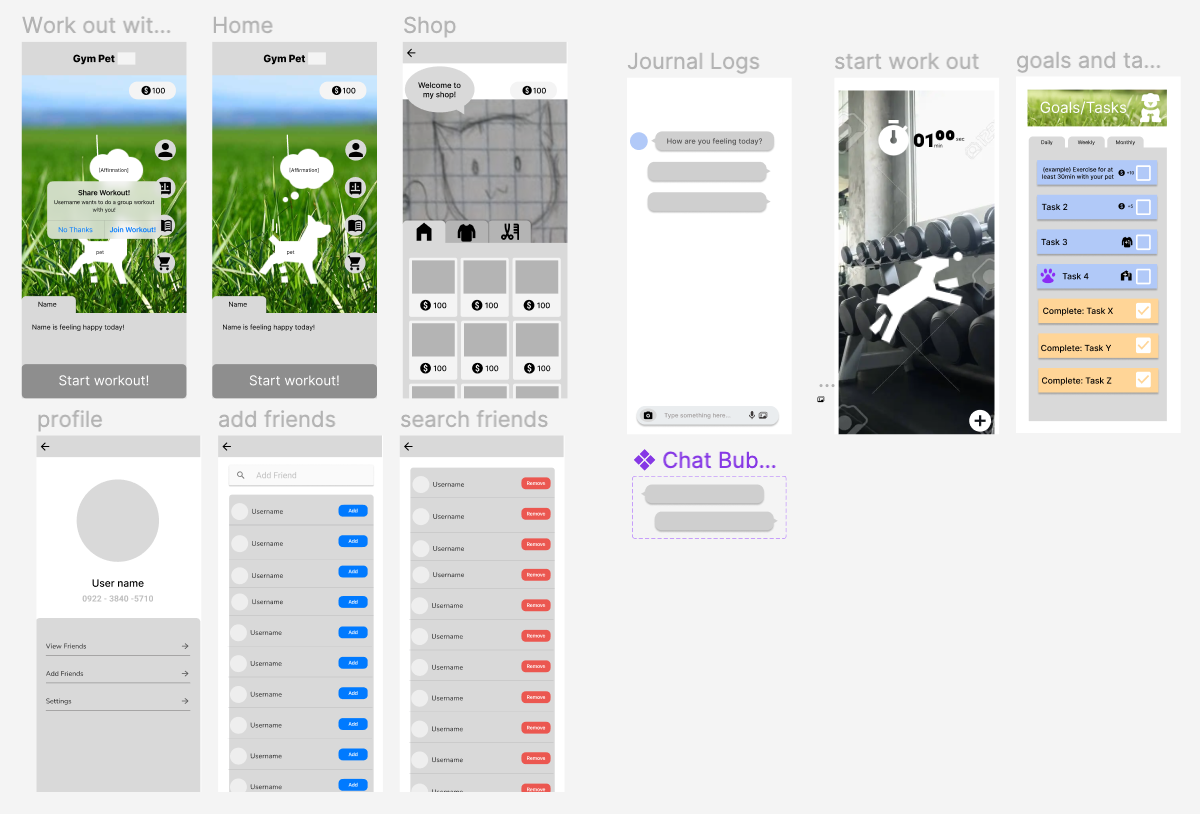 Work out wit...
Gym Pet
100
[Affirmation]
Share Workout!
Username wants to do a group workout
with you!
No Thanks
Join Workout!
pet
Name
Name is feeling happy today!
Start workout!
Home
Gym Pet
100
[Affirmation]
pet
Name
Name is feeling happy today!
Start workout!
Shop
Welcome to
my shop!
100
100
100
100
100
100
100
Journal Logs
How are you feeling today?
Type something here...
Chat Bub...
start work out
01 00 sec
min
goals and ta...
Goals/Tasks
Daily
Weekly
Monthly
(example) Exercise for at
least 30min with your pet
+10
Task 2
+5
Task 3
Task 4
Complete: Task X
Complete: Task Y
Complete: Task Z
profile
User name
0922 - 3840 -5710
View Friends
Add Friends
Settings
add friends
Add Friend
Username Add
Username Add
Username Add
Username Add
Username Add
Username Add
Username Add
Username Add
Username Add
Username Add
search friends
Username Remove
Username Remove
Username Remove
Username Remove
Username Remove
Username Remove
Username Remove
Username Remove
Username Remove
Username Remove
Username Remove